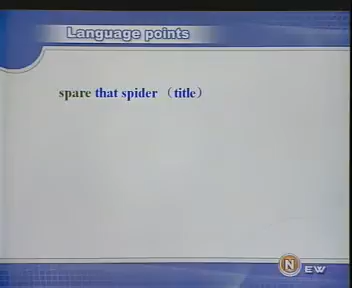 Language points
spare that spider （title）
N EW